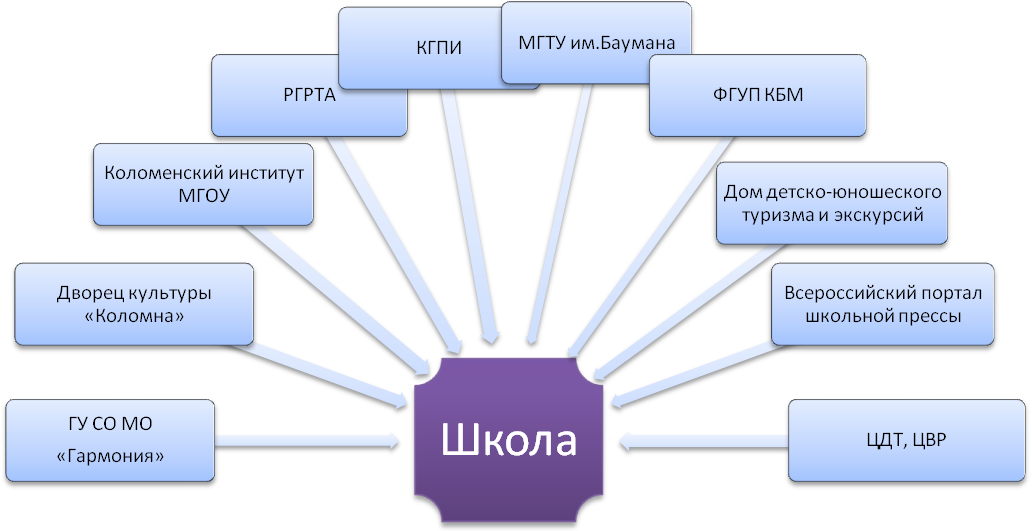 КГПИ
МГТУ им.Баумана
РГРТА
ФГУП КБМ
Коломенский институт
МГОУ
Дом детско-юношеского
туризма и экскурсий
Дворец культуры
«Коломна»
Всероссийский портал
школьной прессы
ГУ СО МО
«Гармония»
Школа
ЦДТ, ЦВР